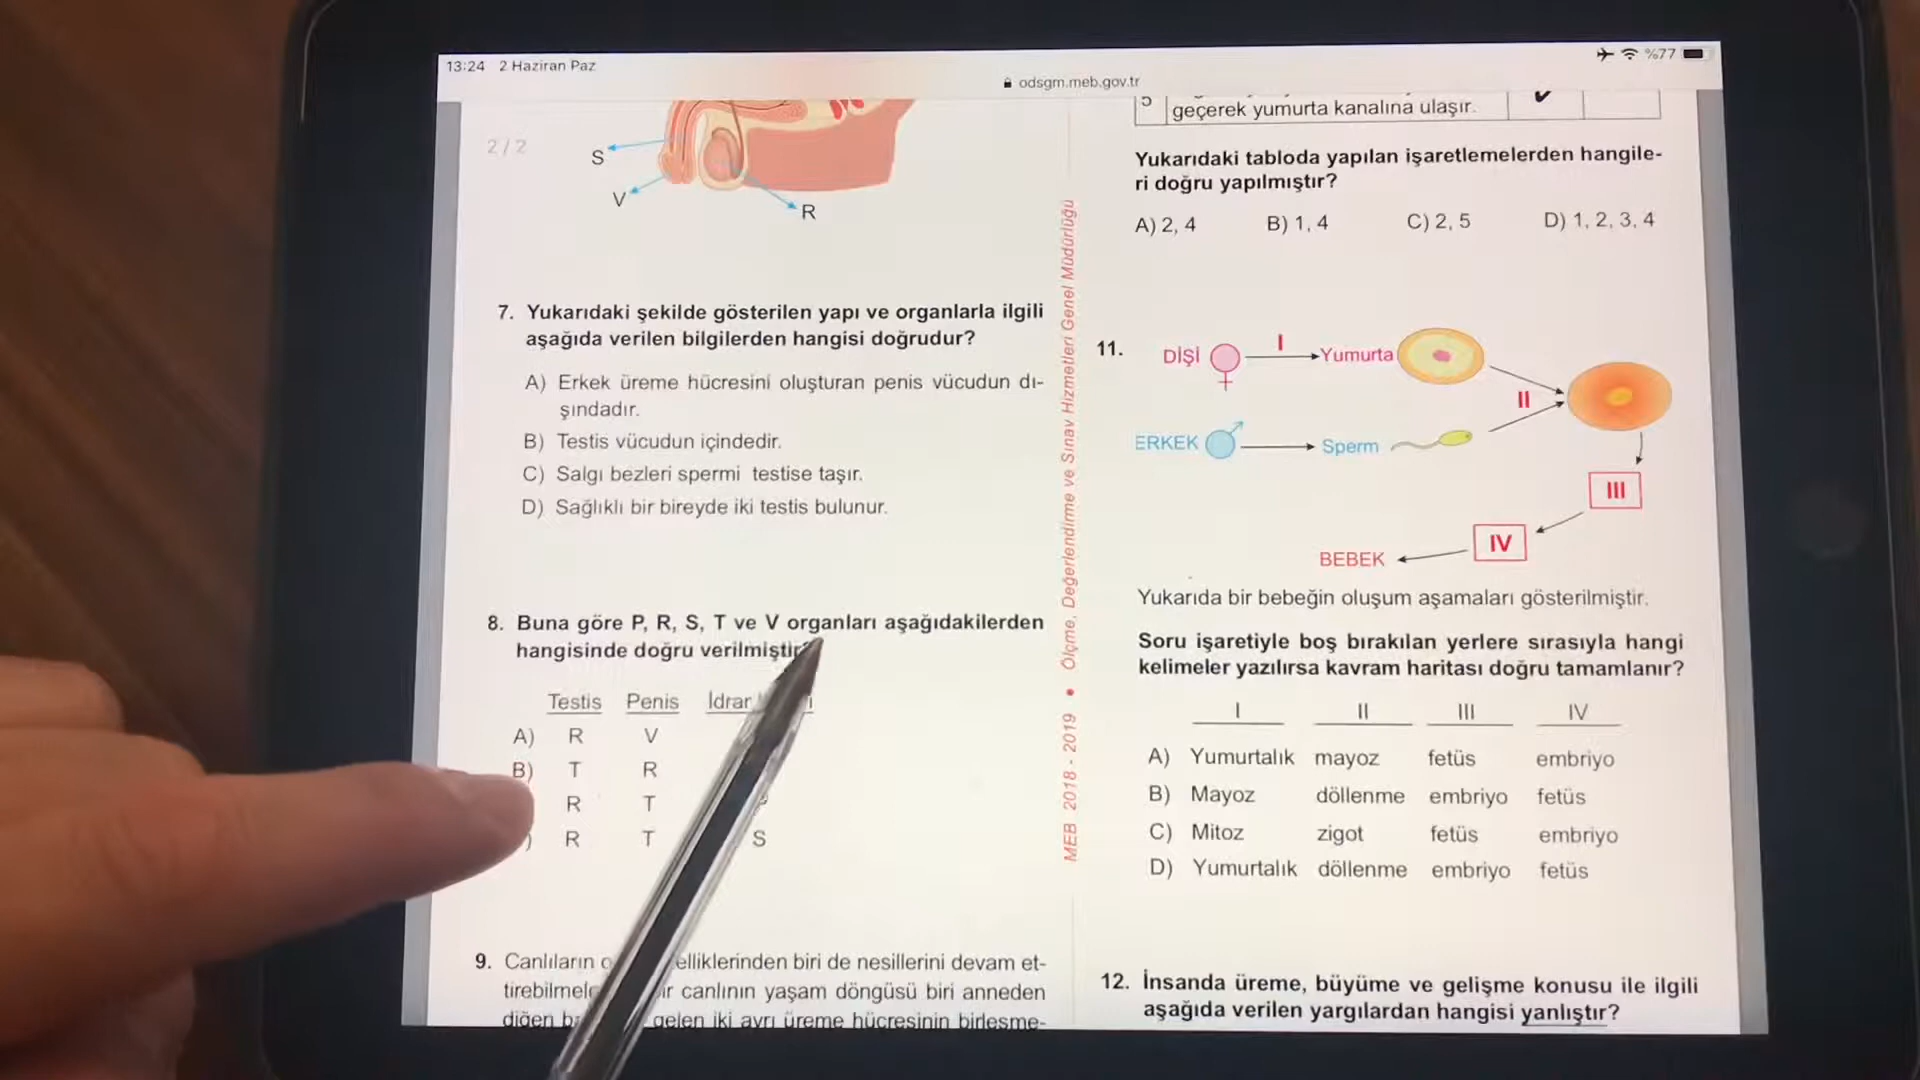 13:24 2 Haziran Paz
odsgm.meb.gov.tr
%77
2 / 2
S
V
R
7. Yukarıdaki şekilde gösterilen yapı ve organlarla ilgili
aşağıda verilen bilgilerden hangisi doğrudur?
A) Erkek üreme hücresini oluşturan penis vücudun dı-
şındadır.
B) Testis vücudun içindedir.
C) Salgı bezleri spermi testise taşır.
D) Sağlıklı bir bireyde iki testis bulunur.
8. Buna göre P, R, S, T ve V organları aşağıdakilerden
hangisinde doğru verilmiştir
Testis Penis İdrar
A) R V
B) T R
R T
R T S
9. Canlıların elliklerinden biri de nesillerini devam et-
bir canlının yaşam döngüsü biri anneden
diğen gelen iki ayrı üreme hücresinin birleşme-
MEB 2018 - 2019 • Ölçme, Değerlendirme ve Sınav Hizmetleri Genel Müdürlüğü
5 geçerek yumurta kanalına ulaşır. ✔
Yukarıdaki tabloda yapılan işaretlemelerden hangile-
ri doğru yapılmıştır?
A) 2, 4 B) 1, 4 C) 2, 5 D) 1, 2, 3, 4
11.
DİŞİ I Yumurta
II
ERKEK Sperm
III
IV
BEBEK
Yukarıda bir bebeğin oluşum aşamaları gösterilmiştir.
Soru işaretiyle boş bırakılan yerlere sırasıyla hangi
kelimeler yazılırsa kavram haritası doğru tamamlanır?
I II III IV
A) Yumurtalık mayoz fetüs embriyo
B) Mayoz döllenme embriyo fetüs
C) Mitoz zigot fetüs embriyo
D) Yumurtalık döllenme embriyo fetüs
12. İnsanda üreme, büyüme ve gelişme konusu ile ilgili
aşağıda verilen yargılardan hangisi yanlıştır?